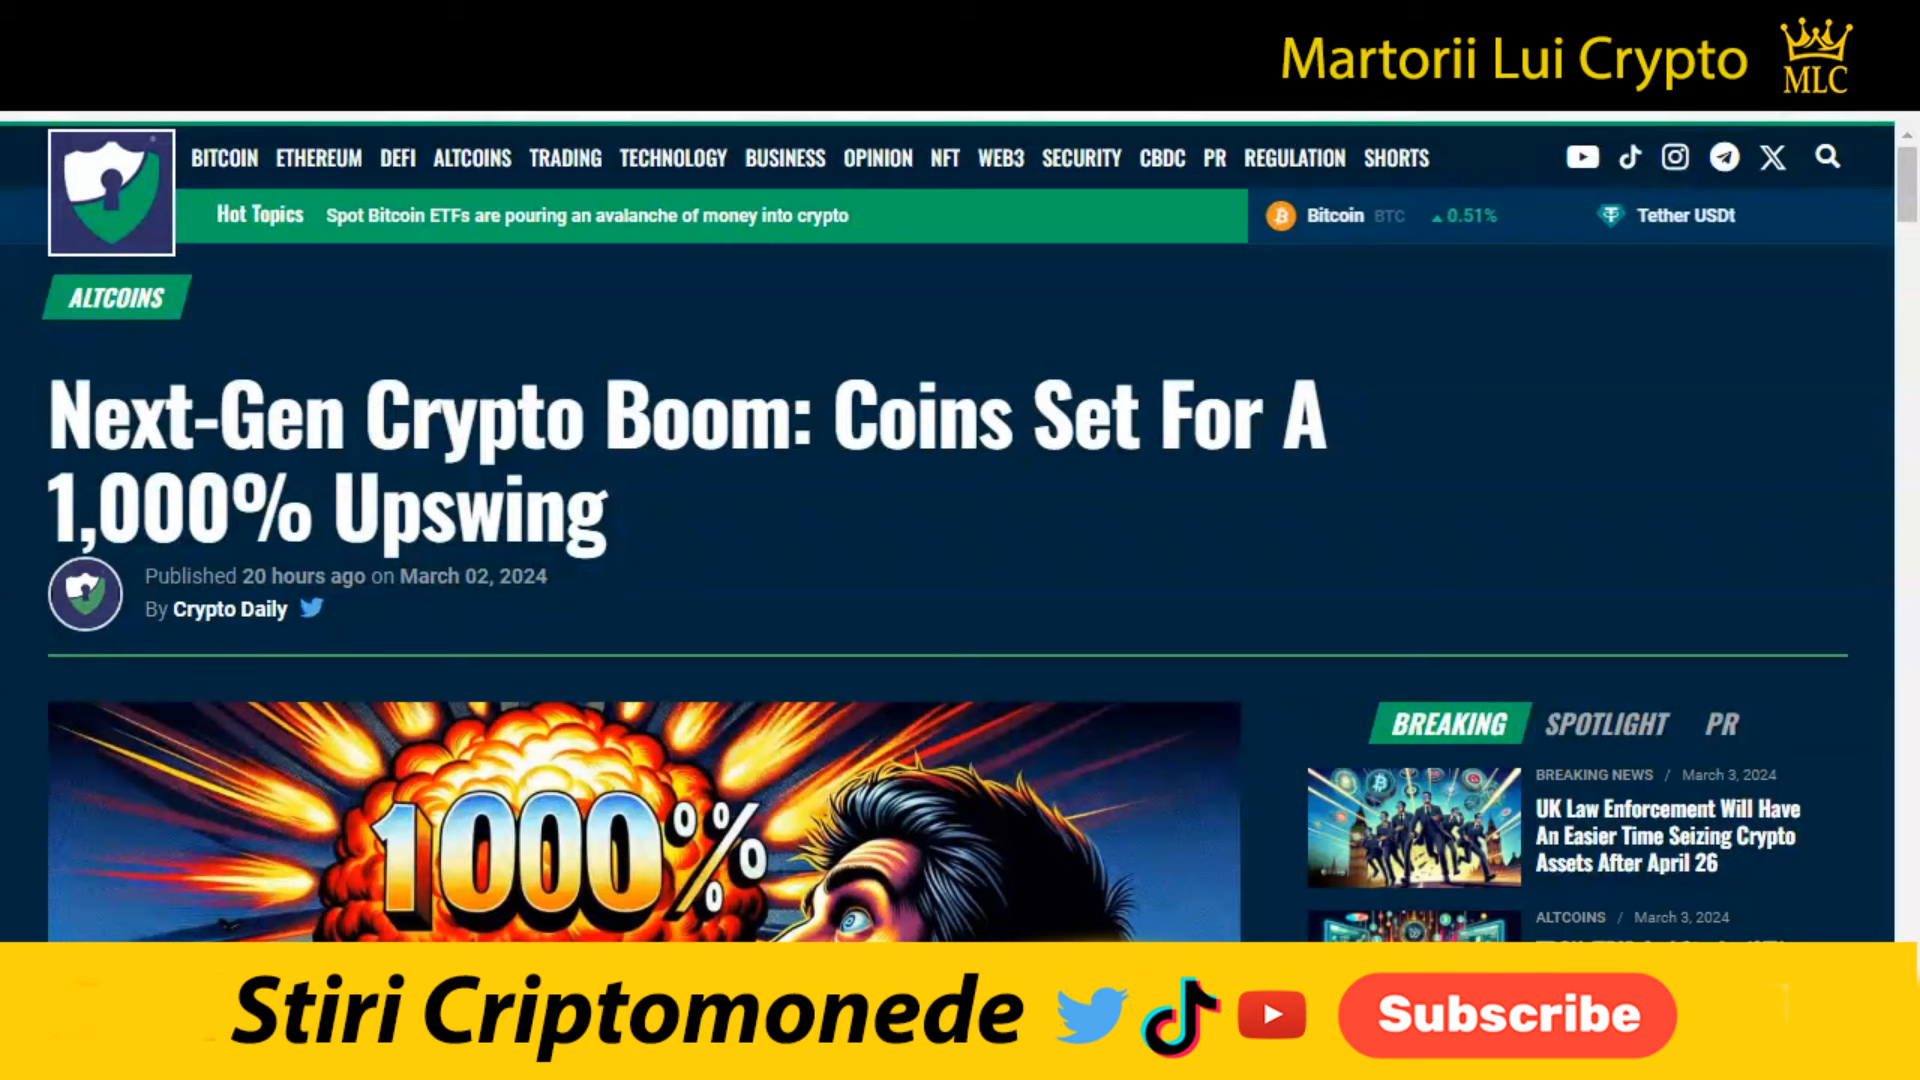 Martorii Lui Crypto
MLC
BITCOIN ETHEREUM DEFI ALTCOINS TRADING TECHNOLOGY BUSINESS OPINION NFT WEB3 SECURITY CBDC PR REGULATION SHORTS
Hot Topics Spot Bitcoin ETFs are pouring an avalanche of money into crypto
Bitcoin BTC ▲0.51% Tether USDt
ALTCOINS
Next-Gen Crypto Boom: Coins Set For A
1,000% Upswing
Published 20 hours ago on March 02, 2024
By Crypto Daily
1000%
BREAKING SPOTLIGHT PR
BREAKING NEWS / March 3, 2024
UK Law Enforcement Will Have
An Easier Time Seizing Crypto
Assets After April 26
ALTCOINS / March 3, 2024
Stiri Criptomonede
Subscribe